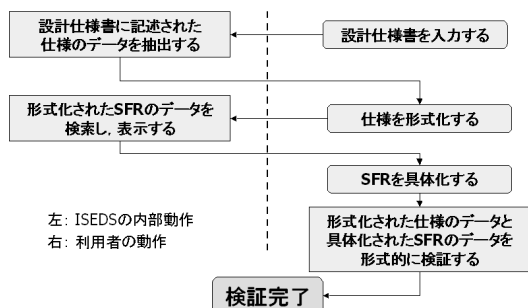 設計仕様書に記述された
仕様のデータを抽出する
設計仕様書を入力する
形式化されたSFRのデータを
検索し, 表示する
仕様を形式化する
SFRを具体化する
左: ISEDSの内部動作
右: 利用者の動作
形式化された仕様のデータと
具体化されたSFRのデータを
形式的に検証する
検証完了